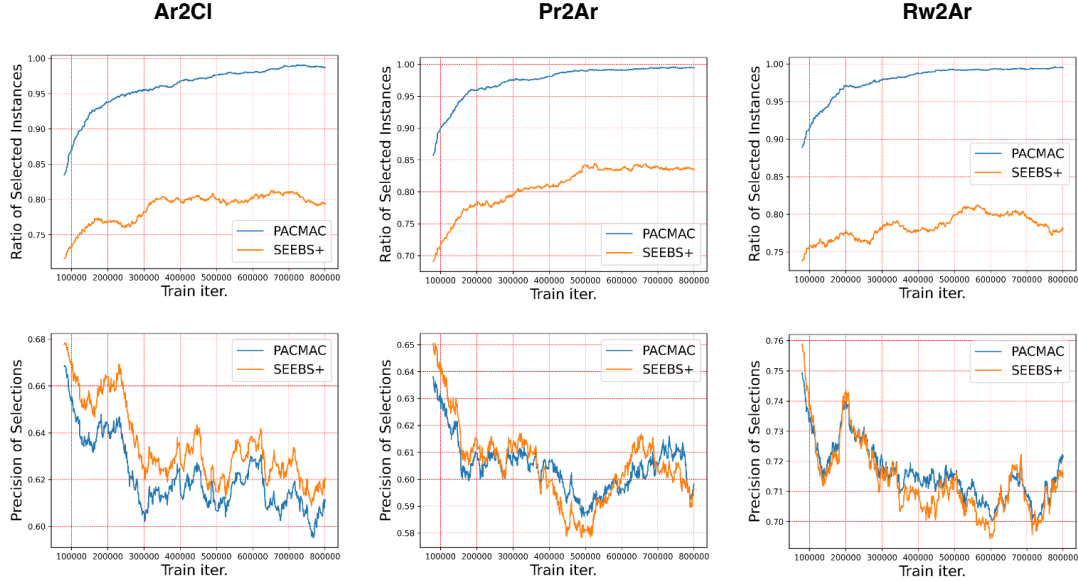 Ar2Cl
Pr2Ar
Rw2Ar
Ratio of Selected Instances
1.00
0.95
0.90
0.85
0.80
0.75
PACMAC
SEEBS+
100000 200000 300000 400000 500000 600000 700000 800000
Train iter.
Ratio of Selected Instances
1.00
0.95
0.90
0.85
0.80
0.75
0.70
PACMAC
SEEBS+
100000 200000 300000 400000 500000 600000 700000 800000
Train iter.
Ratio of Selected Instances
1.00
0.95
0.90
0.85
0.80
0.75
PACMAC
SEEBS+
100000 200000 300000 400000 500000 600000 700000 800000
Train iter.
Precision of Selections
0.68
0.66
0.64
0.62
0.60
PACMAC
SEEBS+
100000 200000 300000 400000 500000 600000 700000 800000
Train iter.
Precision of Selections
0.65
0.64
0.63
0.62
0.61
0.60
0.59
0.58
PACMAC
SEEBS+
100000 200000 300000 400000 500000 600000 700000 800000
Train iter.
Precision of Selections
0.76
0.75
0.74
0.73
0.72
0.71
0.70
PACMAC
SEEBS+
100000 200000 300000 400000 500000 600000 700000 800000
Train iter.